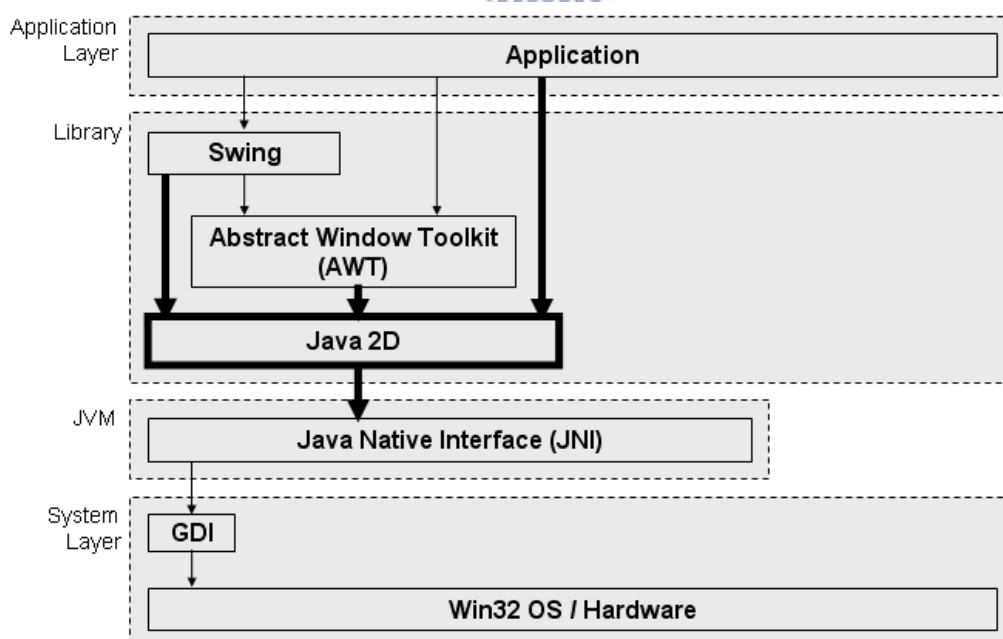 Application
Layer
Application
Library
Swing
Abstract Window Toolkit
(AWT)
Java 2D
JVM
Java Native Interface (JNI)
System
Layer
GDI
Win32 OS / Hardware